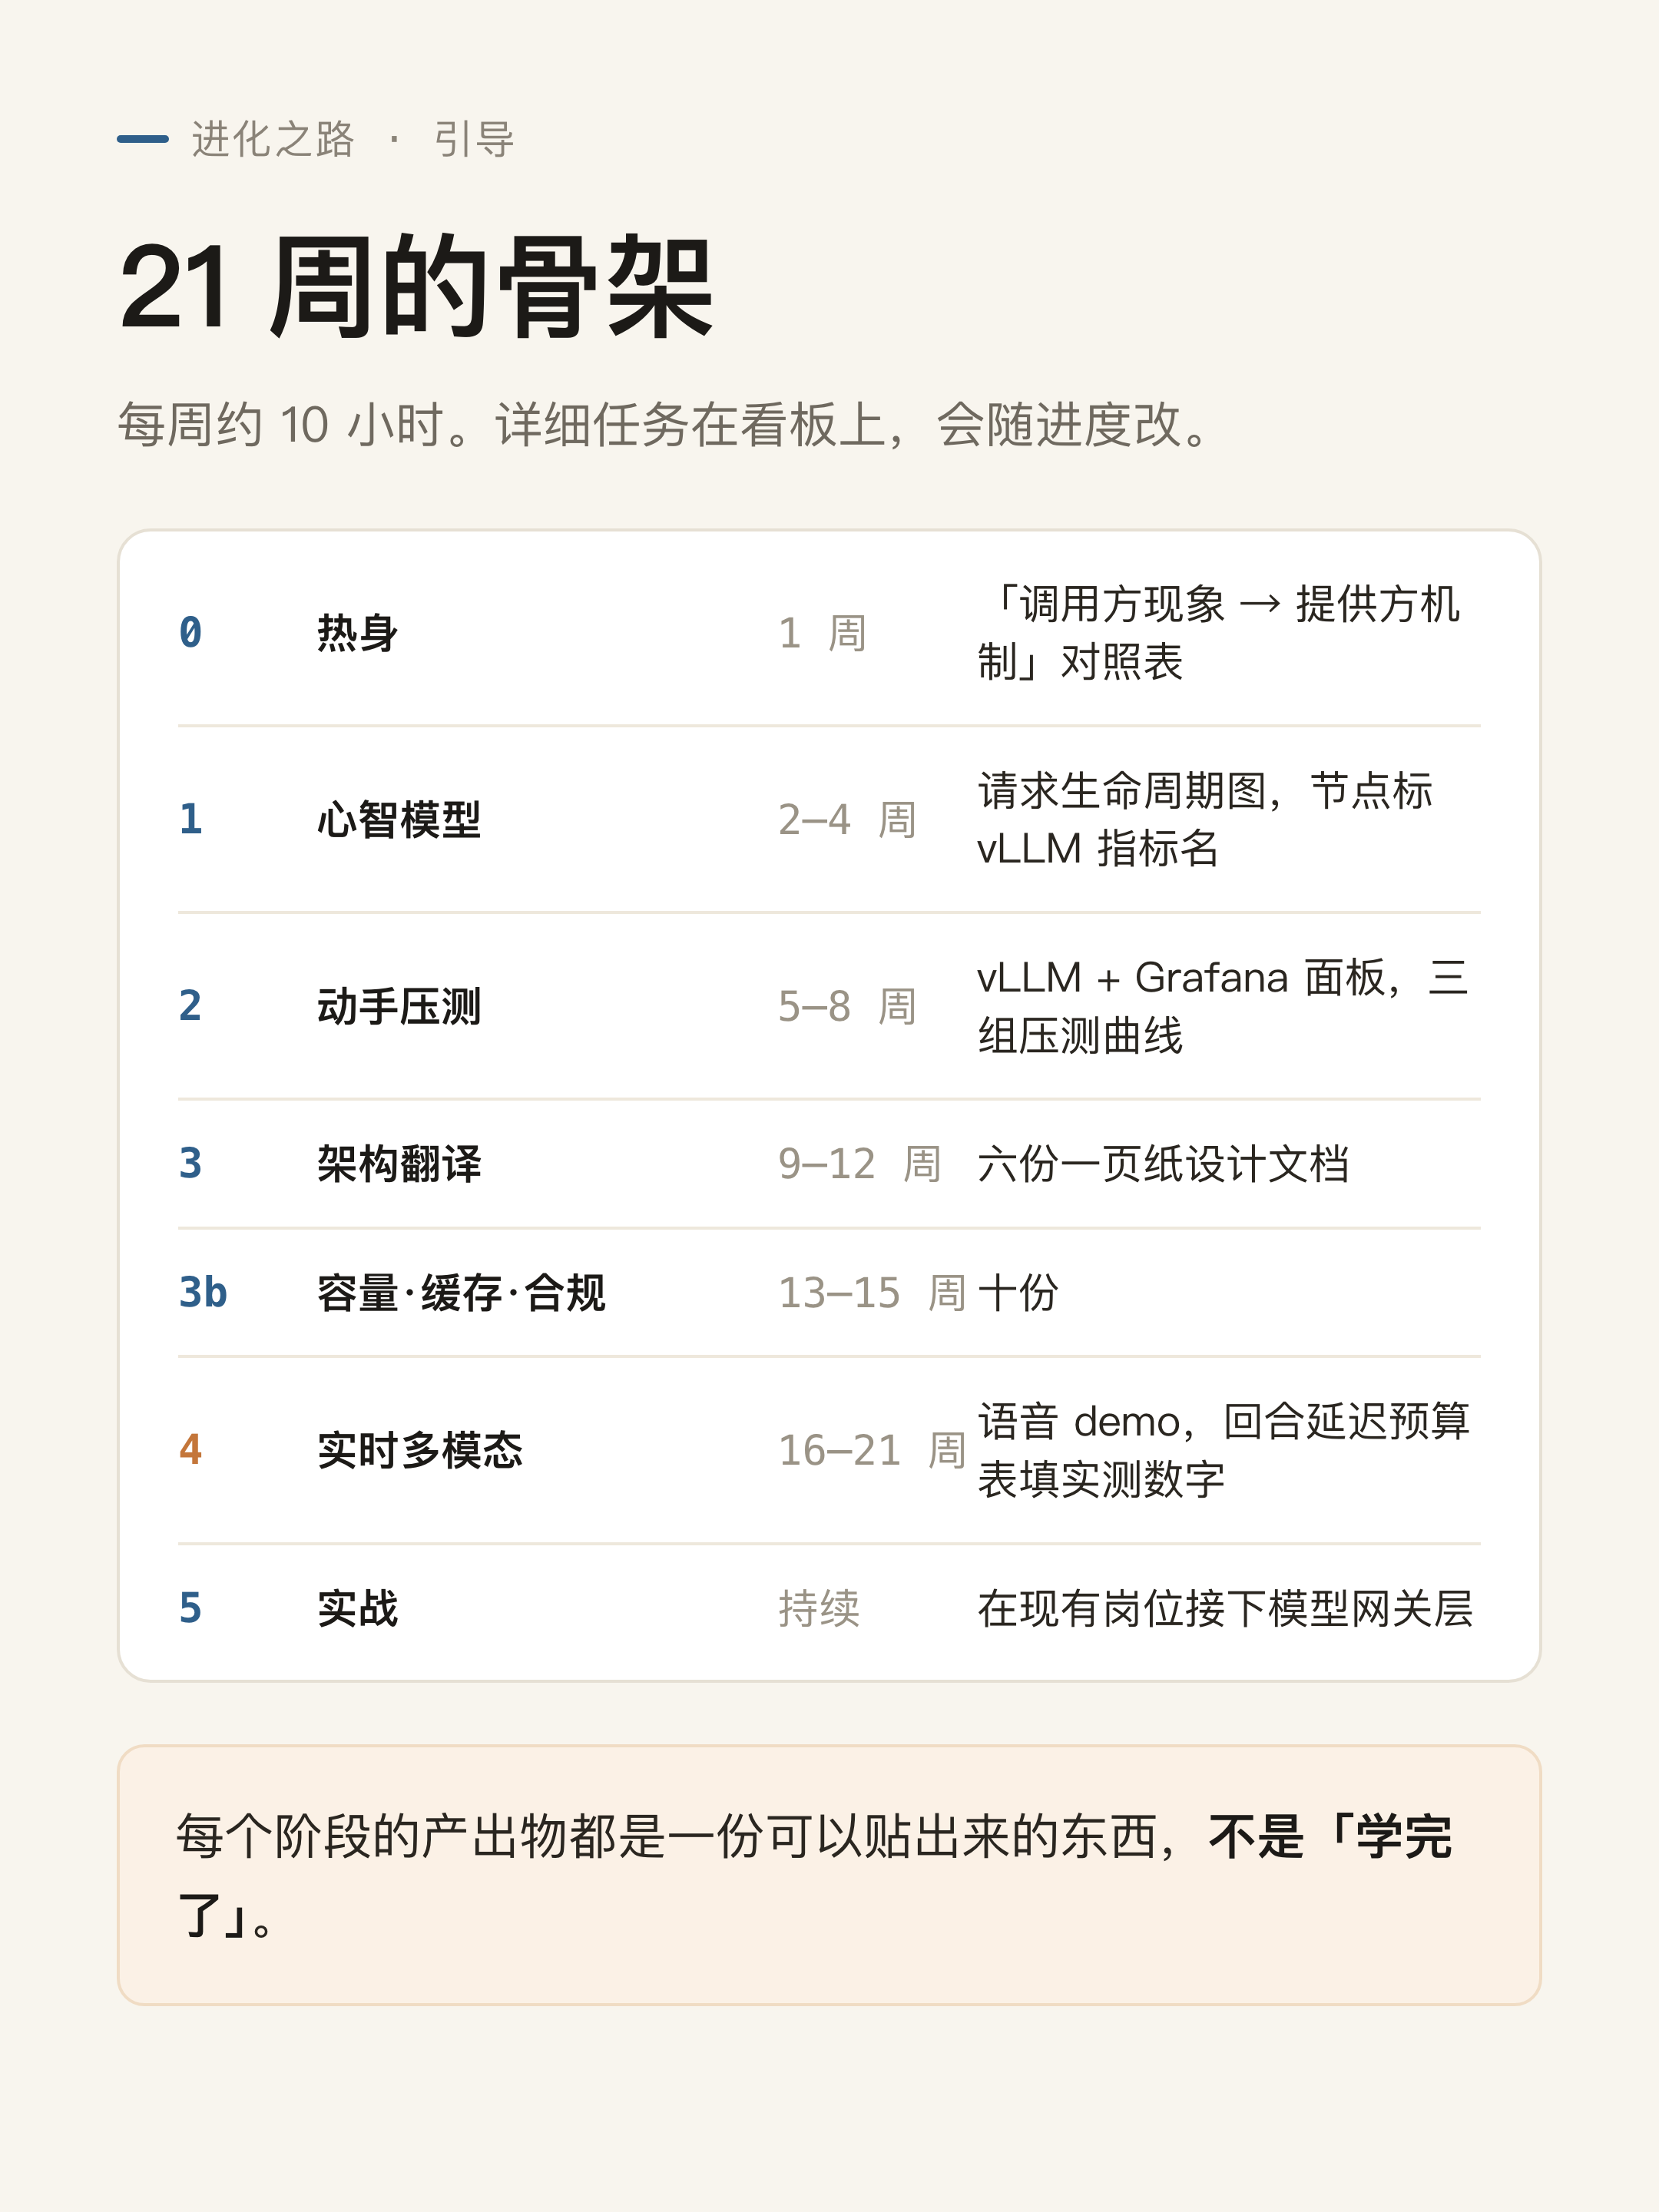 进化之路 · 引导
21 周的骨架
每周约 10 小时。详细任务在看板上，会随进度改。
0 热身 1 周 「调用方现象 → 提供方机
制」对照表
1 心智模型 2–4 周 请求生命周期图，节点标
vLLM 指标名
2 动手压测 5–8 周 vLLM + Grafana 面板，三
组压测曲线
3 架构翻译 9–12 周 六份一页纸设计文档
3b 容量·缓存·合规 13–15 周 十份
4 实时多模态 16–21 周 语音 demo，回合延迟预算
表填实测数字
5 实战 持续 在现有岗位接下模型网关层
每个阶段的产出物都是一份可以贴出来的东西，不是「学完
了」。